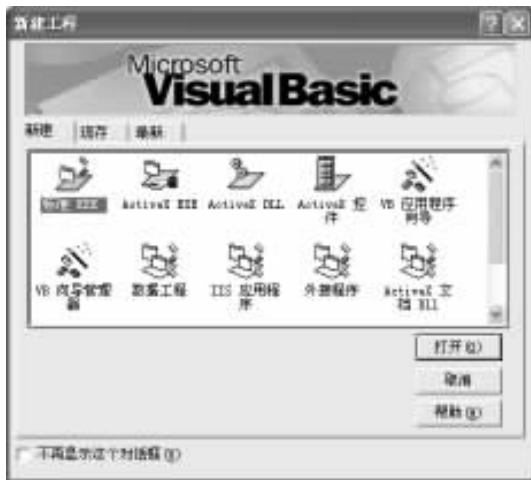 新建工程
Microsoft
Visual Basic
新建 现存 最新
标准 EXE ActiveX EXE ActiveX DLL ActiveX 控件 VB 应用程序向导
VB 向导管理器 数据工程 IIS 应用程序 外接程序 ActiveX 文档 Dll
打开(O)
取消
帮助(H)
不再显示这个对话框(D)